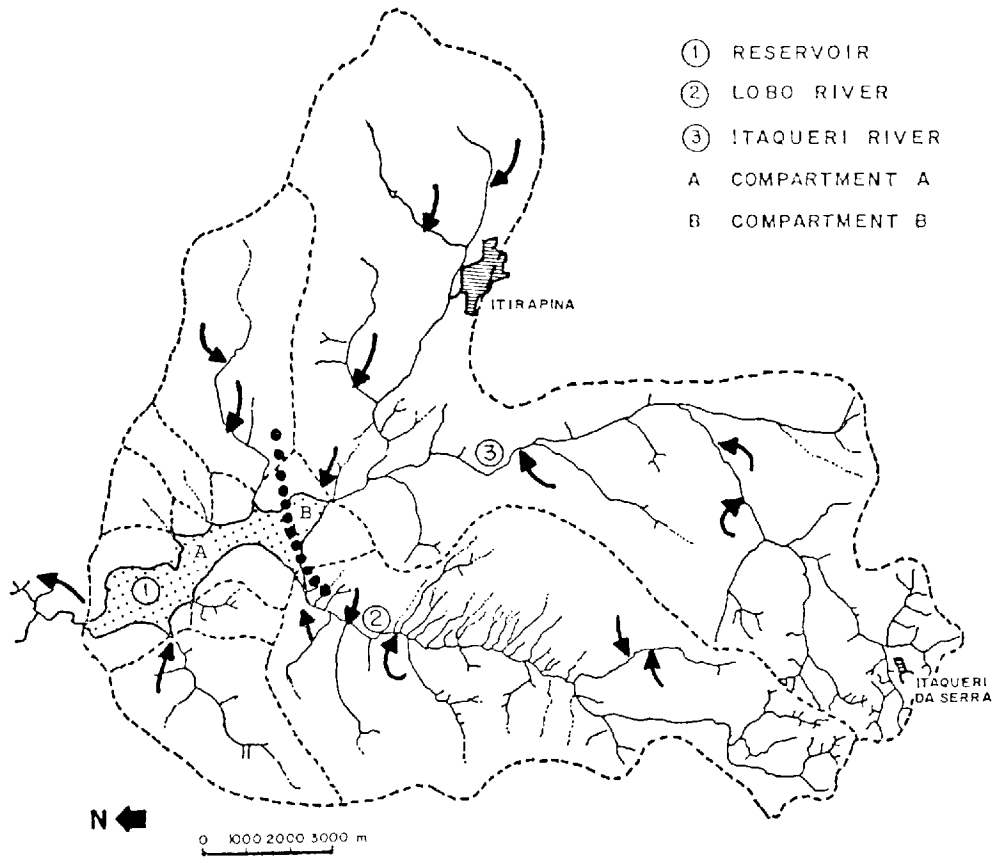 ① RESERVOIR
② LOBO RIVER
③ ITAQUERI RIVER
A COMPARTMENT A
B COMPARTMENT B
ITIRAPINA
③
B
A
①
②
ITAQUERI
DA SERRA
N
0 1000 2000 3000 m